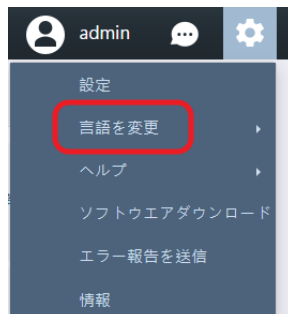 admin
設定
言語を変更
ヘルプ
ソフトウエアダウンロード
エラー報告を送信
情報